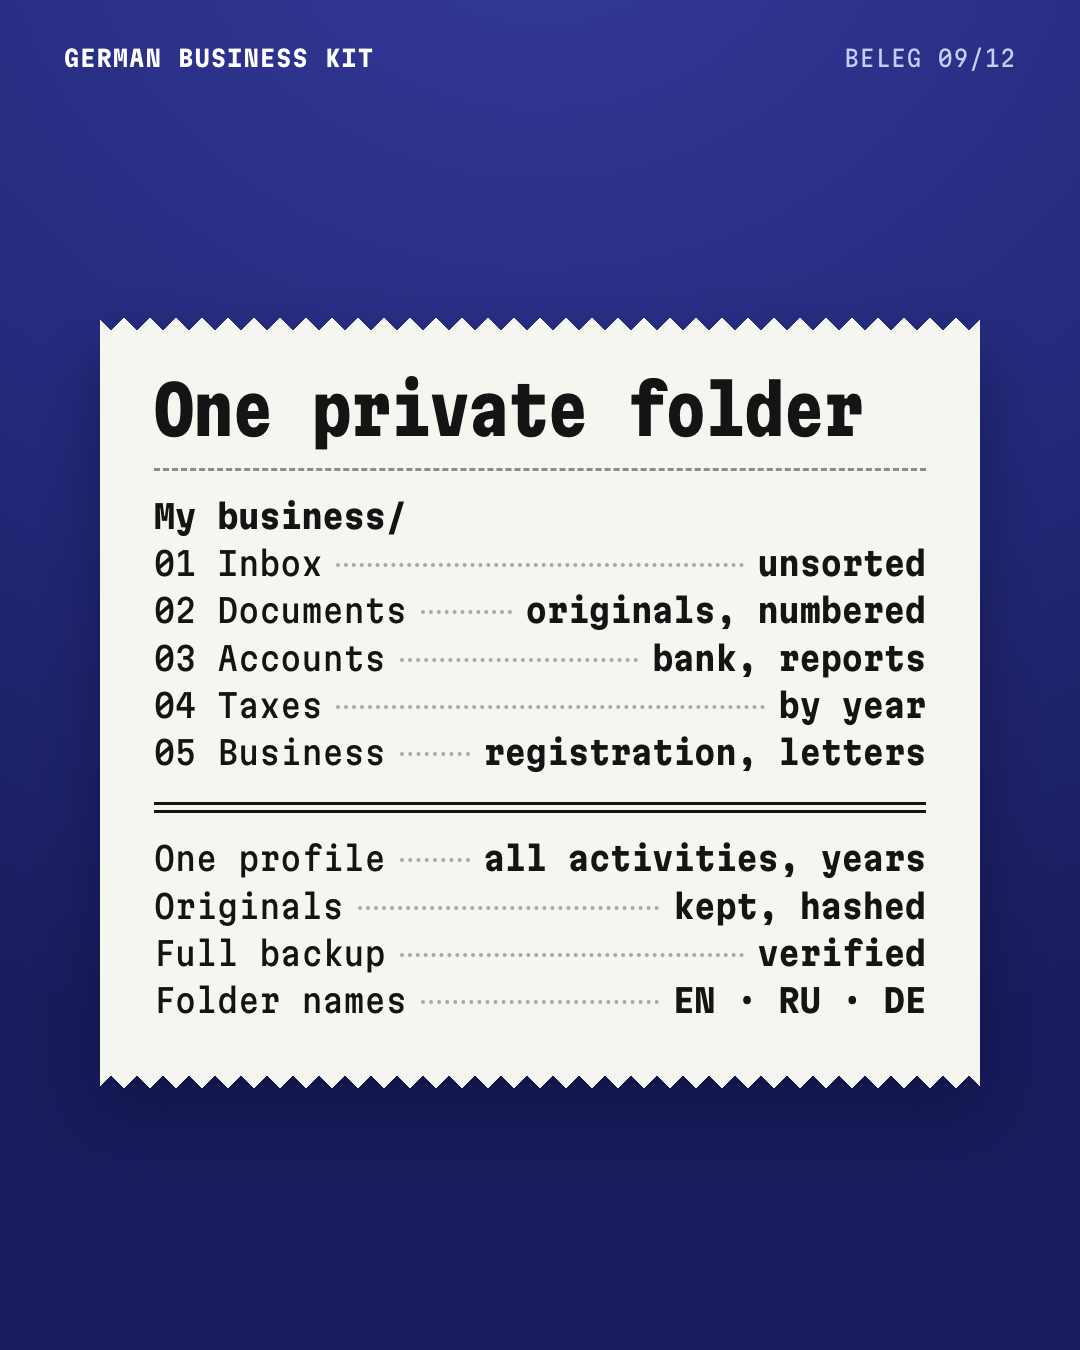 GERMAN BUSINESS KIT
BELEG 09/12
One private folder
My business/
01 Inbox unsorted
02 Documents originals, numbered
03 Accounts bank, reports
04 Taxes by year
05 Business registration, letters
One profile all activities, years
Originals kept, hashed
Full backup verified
Folder names EN · RU · DE